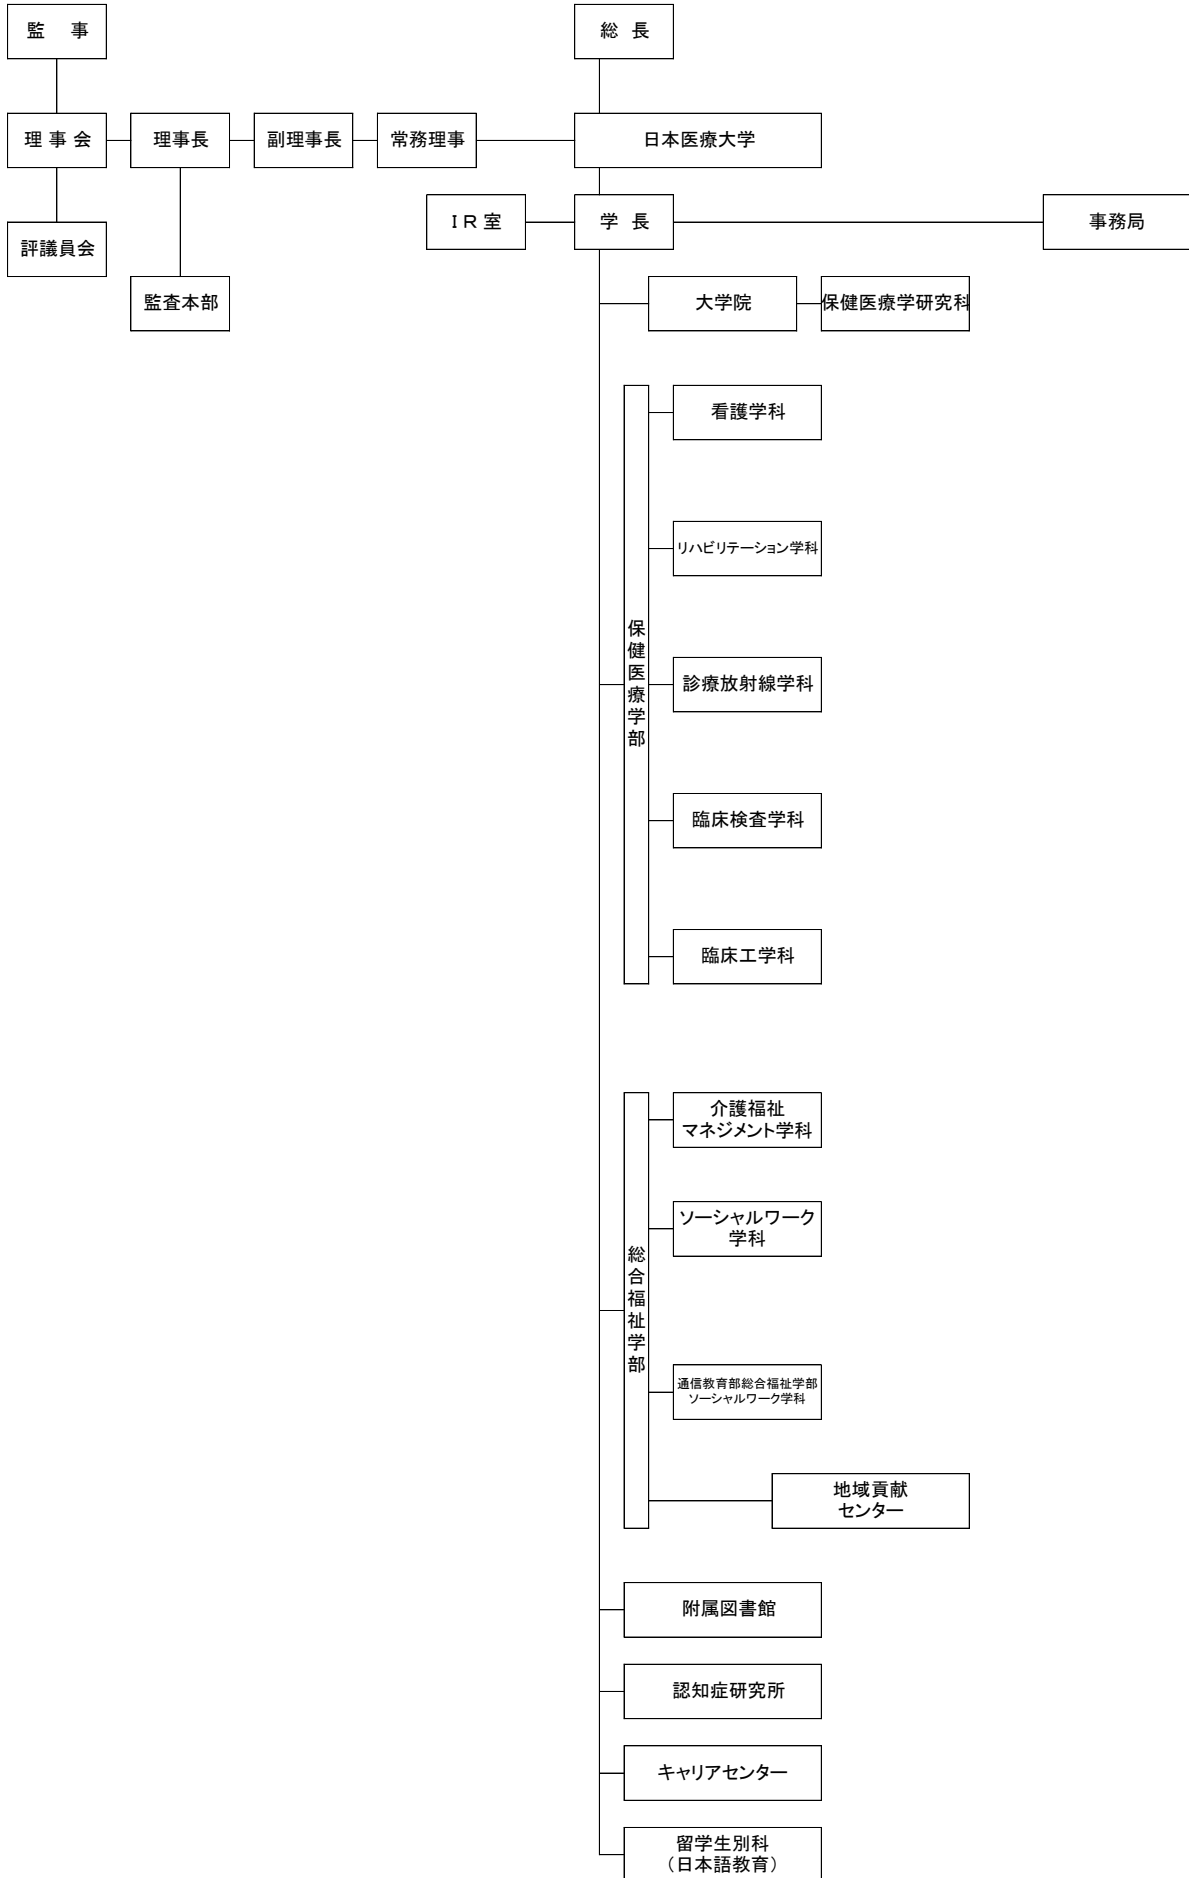 監　事
総 長
理 事 会
理事長
副理事長
常務理事
日本医療大学
ＩＲ室
学 長
事務局
評議員会
監査本部
大学院
保健医療学研究科
保健医療学部
看護学科
リハビリテーション学科
診療放射線学科
臨床検査学科
臨床工学科
総合福祉学部
介護福祉
マネジメント学科
ソーシャルワーク
学科
通信教育部総合福祉学部
ソーシャルワーク学科
地域貢献
センター
附属図書館
認知症研究所
キャリアセンター
留学生別科
（日本語教育）